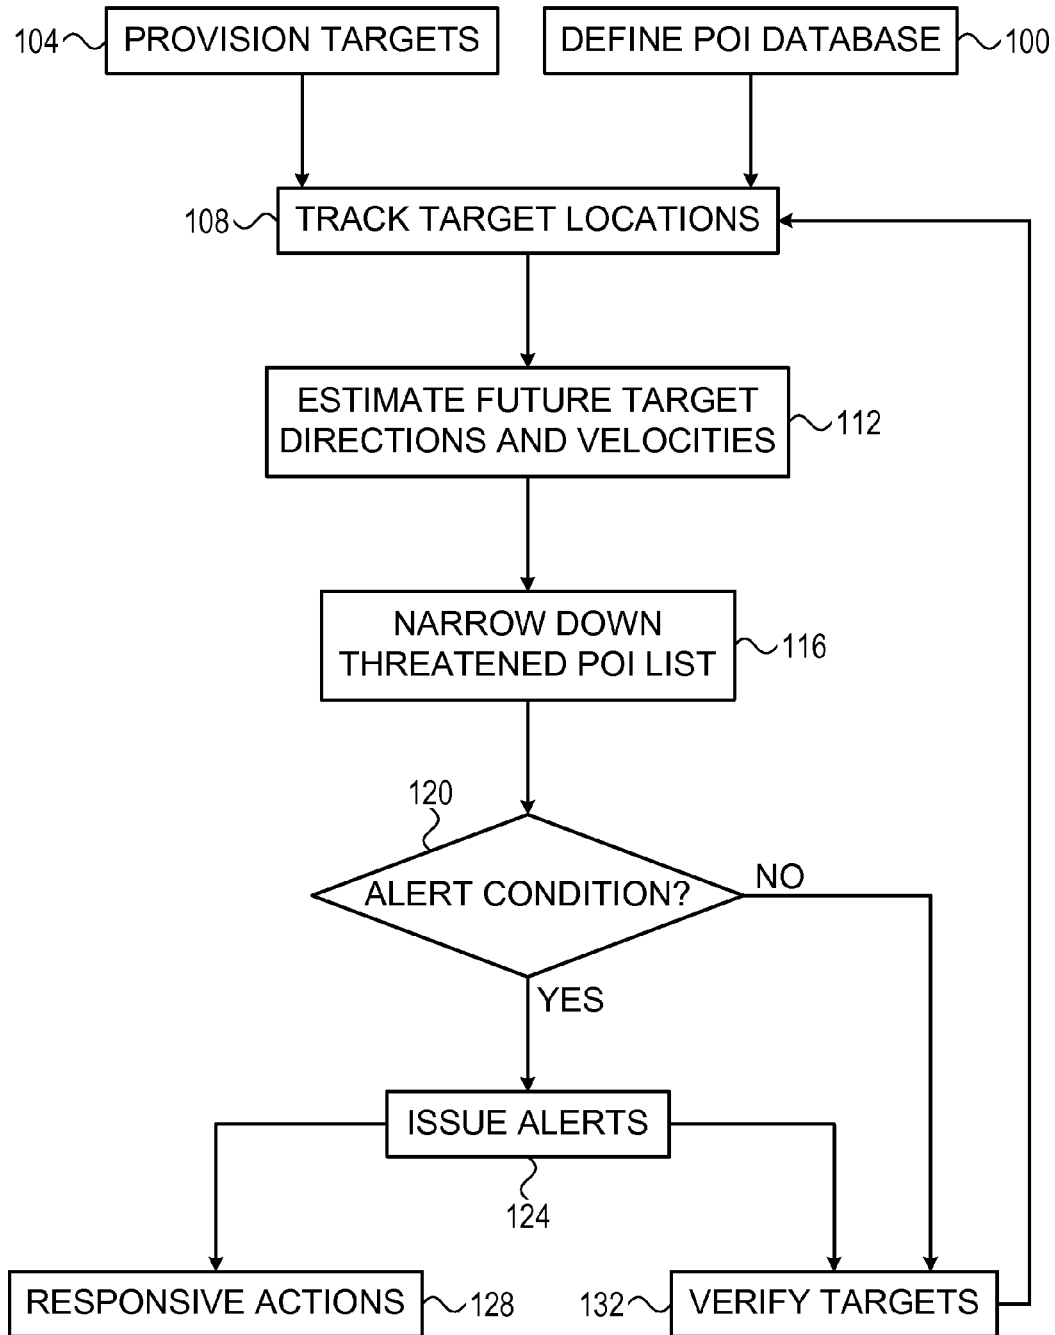 104
PROVISION TARGETS
DEFINE POI DATABASE
100
108
TRACK TARGET LOCATIONS
ESTIMATE FUTURE TARGET
DIRECTIONS AND VELOCITIES
112
NARROW DOWN
THREATENED POI LIST
116
120
ALERT CONDITION?
NO
YES
ISSUE ALERTS
124
RESPONSIVE ACTIONS
128
132
VERIFY TARGETS